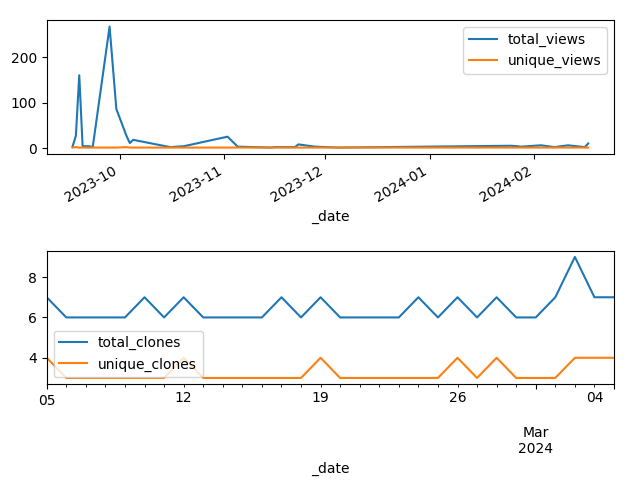 200
100
0
total_views
unique_views
2023-10
2023-11
2023-12
2024-01
2024-02
_date
8
6
4
total_clones
unique_clones
05
12
19
26
04
Mar
2024
_date